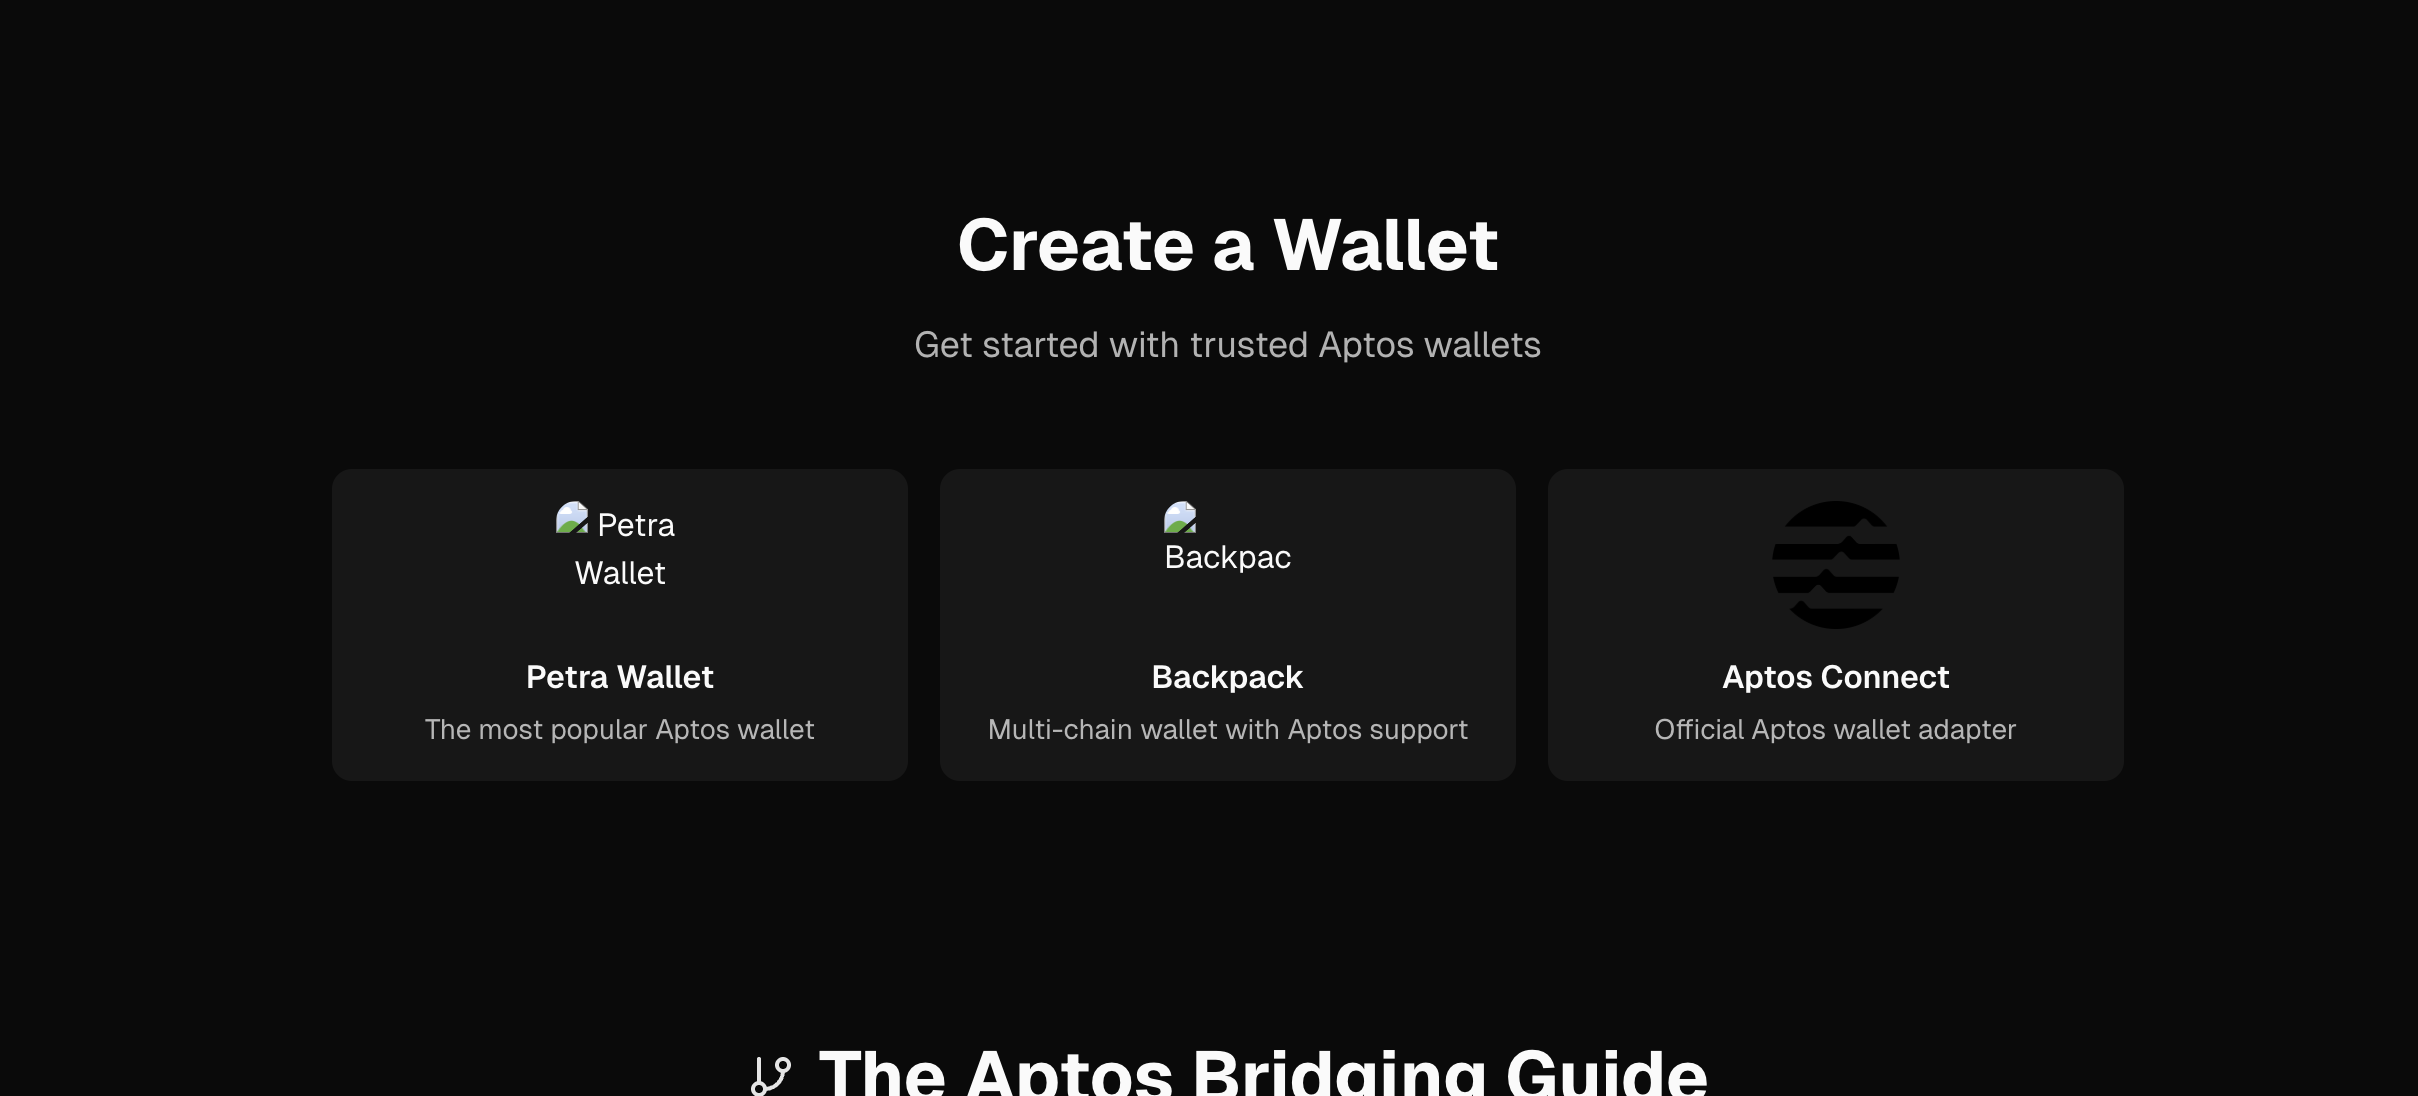 Create a Wallet
Get started with trusted Aptos wallets
Petra
Wallet
Petra Wallet
The most popular Aptos wallet
Backpac
Backpack
Multi-chain wallet with Aptos support
Aptos Connect
Official Aptos wallet adapter
The Aptos Bridging Guide